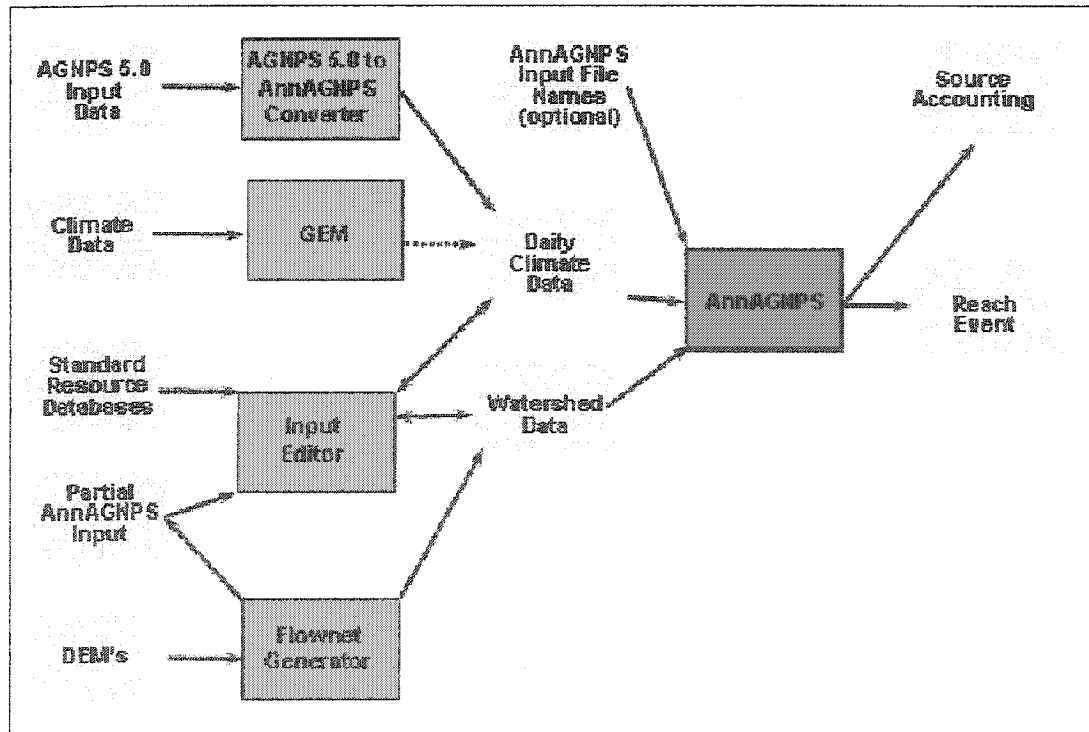 AGNPS 5.0
Input
Data
AGNPS 5.0 to
AnnAGNPS
Converter
AnnAGNPS
Input File
Names
(optional)
Source
Accounting
Climate
Data
GEM
Daily
Climate
Data
AnnAGNPS
Reach
Event
Standard
Resource
Databases
Input
Editor
Watershed
Data
Partial
AnnAGNPS
Input
DEM's
Flownet
Generator